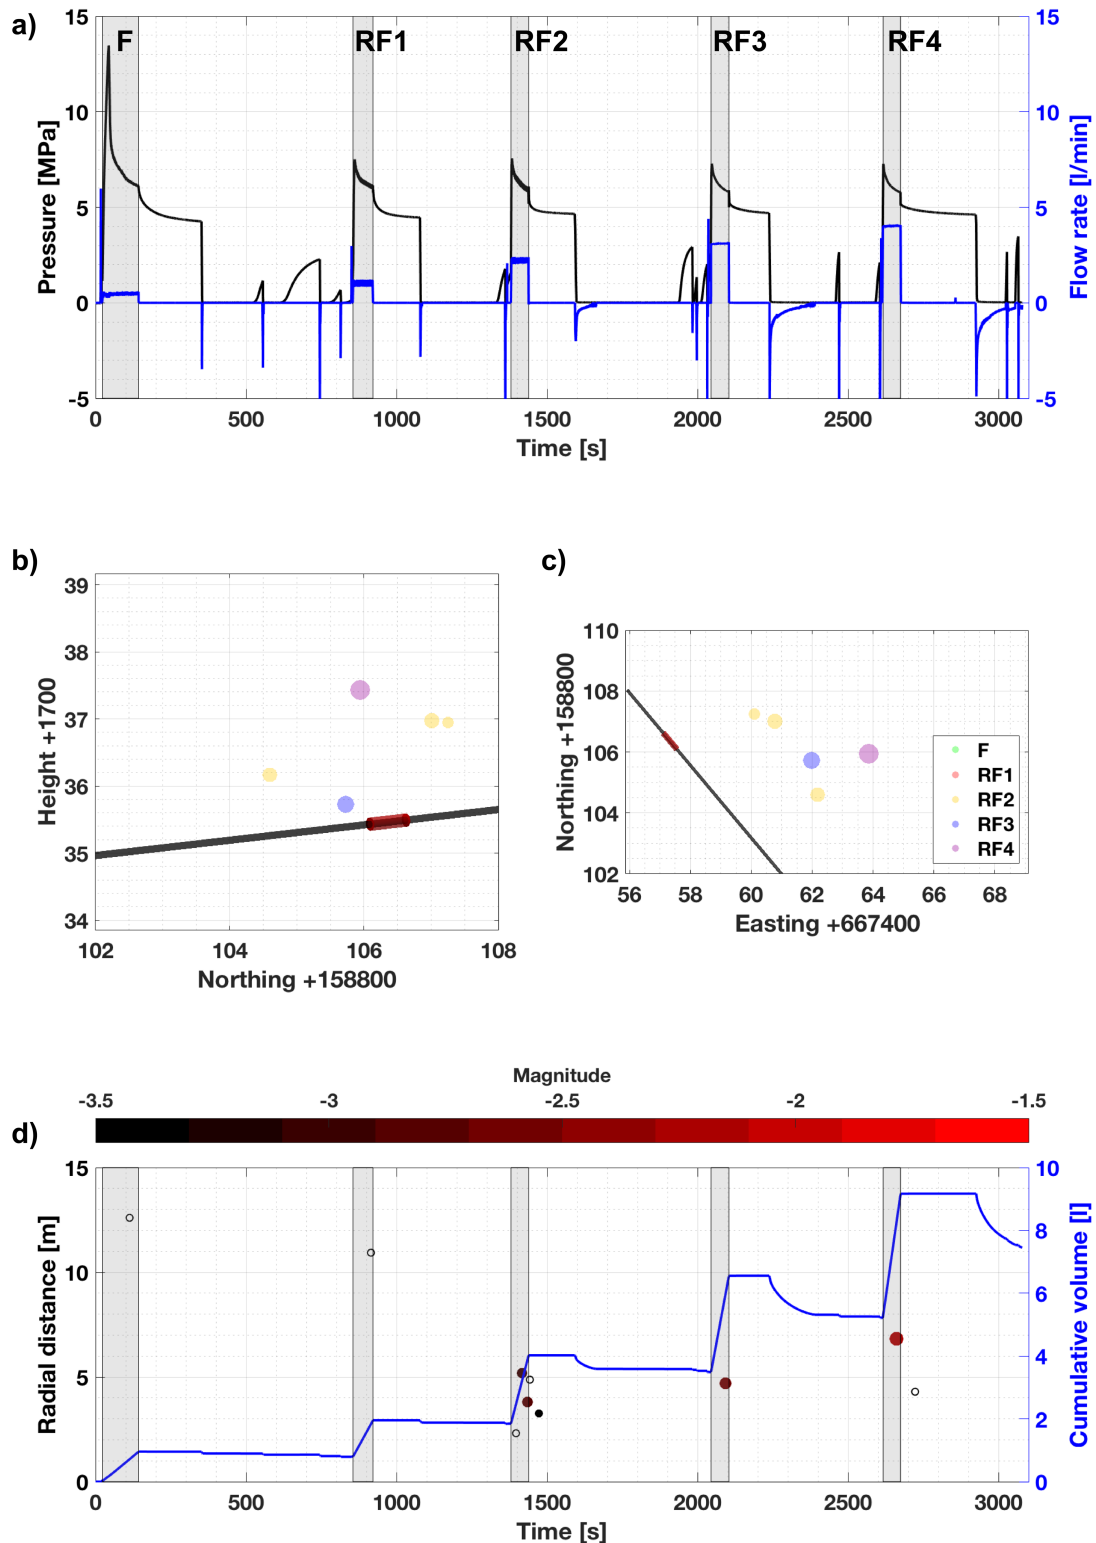 a)
F RF1 RF2 RF3 RF4
15 15
10 10
5 5
0 0
-5 -5
Pressure [MPa]
Flow rate [l/min]
0 500 1000 1500 2000 2500 3000
Time [s]
b)
39
38
37
36
35
34
Height +1700
102 104 106 108
Northing +158800
c)
110
108
106
104
102
Northing +158800
F
RF1
RF2
RF3
RF4
56 58 60 62 64 66 68
Easting +667400
Magnitude
-3.5 -3 -2.5 -2 -1.5
d)
15 10
8
10
6
5 4
2
0 0
Radial distance [m]
Cumulative volume [l]
0 500 1000 1500 2000 2500 3000
Time [s]